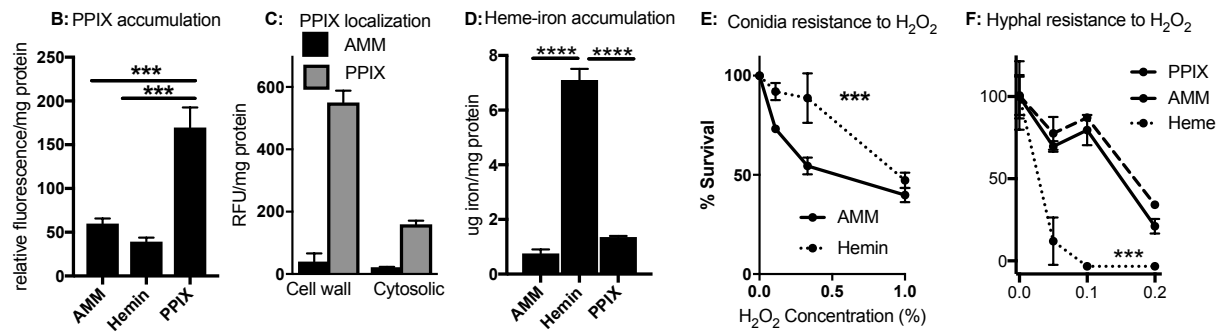 B: PPIX accumulation
relative fluorescence/mg protein
250
200
150
100
50
0
***
***
AMM
Hemin
PPIX
C: PPIX localization
AMM
PPIX
RFU/mg protein
600
400
200
0
Cell wall
Cytosolic
D: Heme-iron accumulation
ug iron/mg protein
8
6
4
2
0
****
****
AMM
Hemin
PPIX
E: Conidia resistance to H2O2
% Survival
100
50
0
***
AMM
Hemin
0.0
0.5
1.0
H2O2 Concentration (%)
F: Hyphal resistance to H2O2
100
50
0
PPIX
AMM
Heme
***
0.0
0.1
0.2